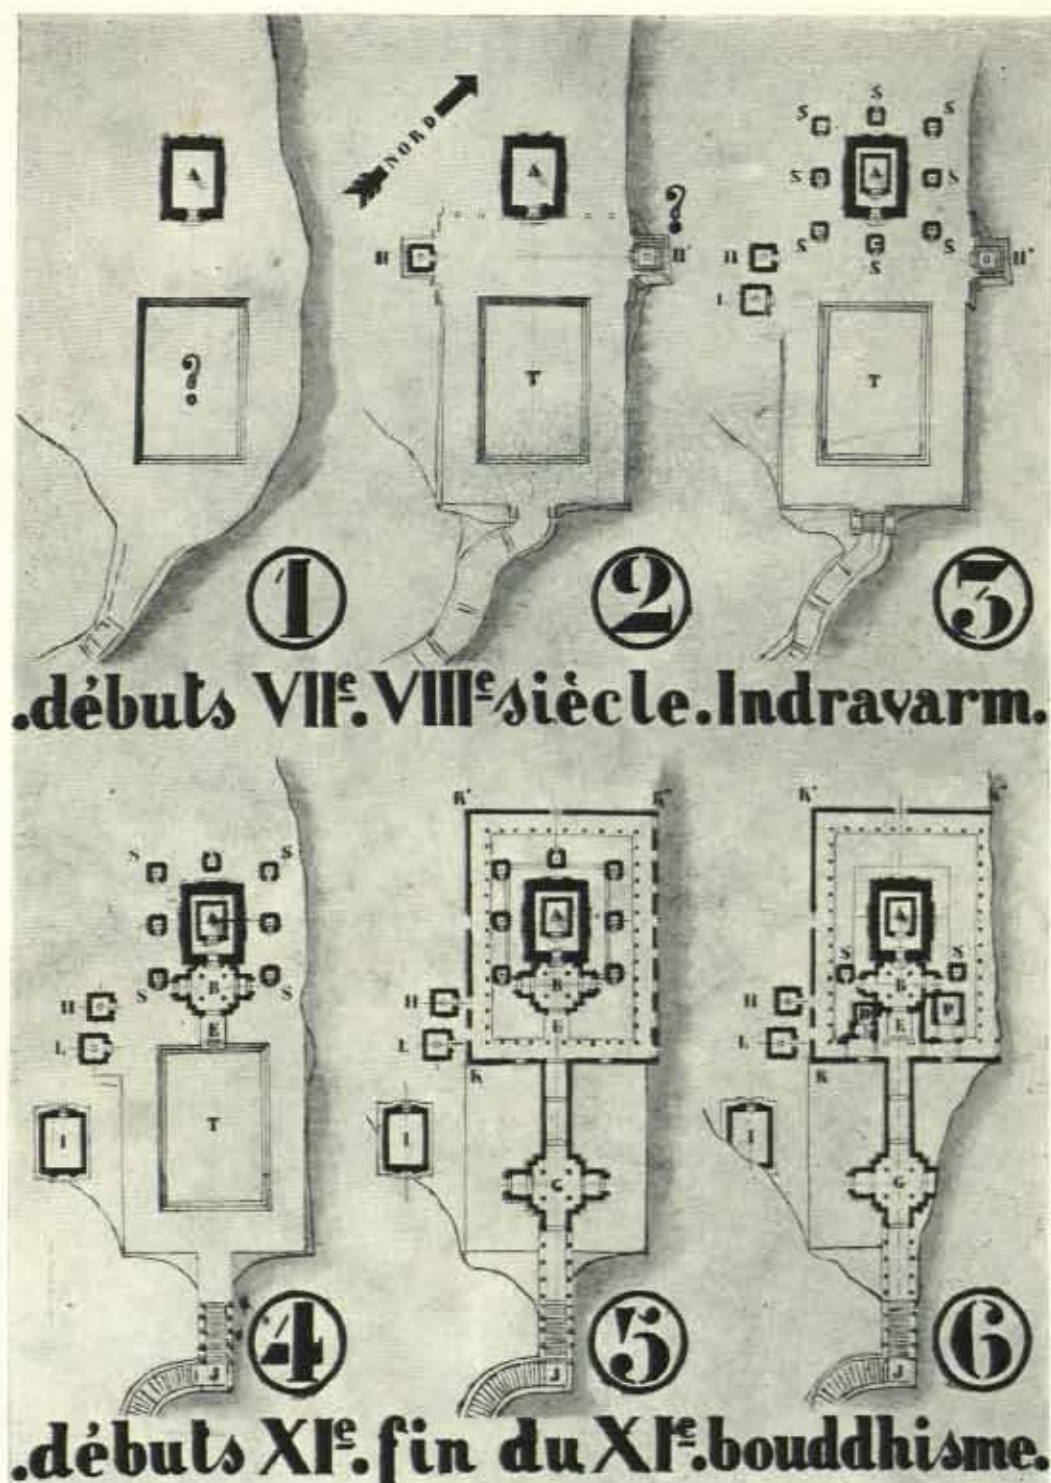 NORD
A
?
A
H
?
H'
T
S S S
S A S
S S S
H
L
H'
T
1 2 3
.débuts VIIe. VIIIe siècle. Indravarm.
S S
A
S B S
H
E
L
T
I
J
K' K"
A
B
H
E
L
K
I
G
J
K' K"
A
S S
B
H
E
P
L
K
I
G
J
4 5 6
.débuts XIe. fin du XIe. bouddhisme.